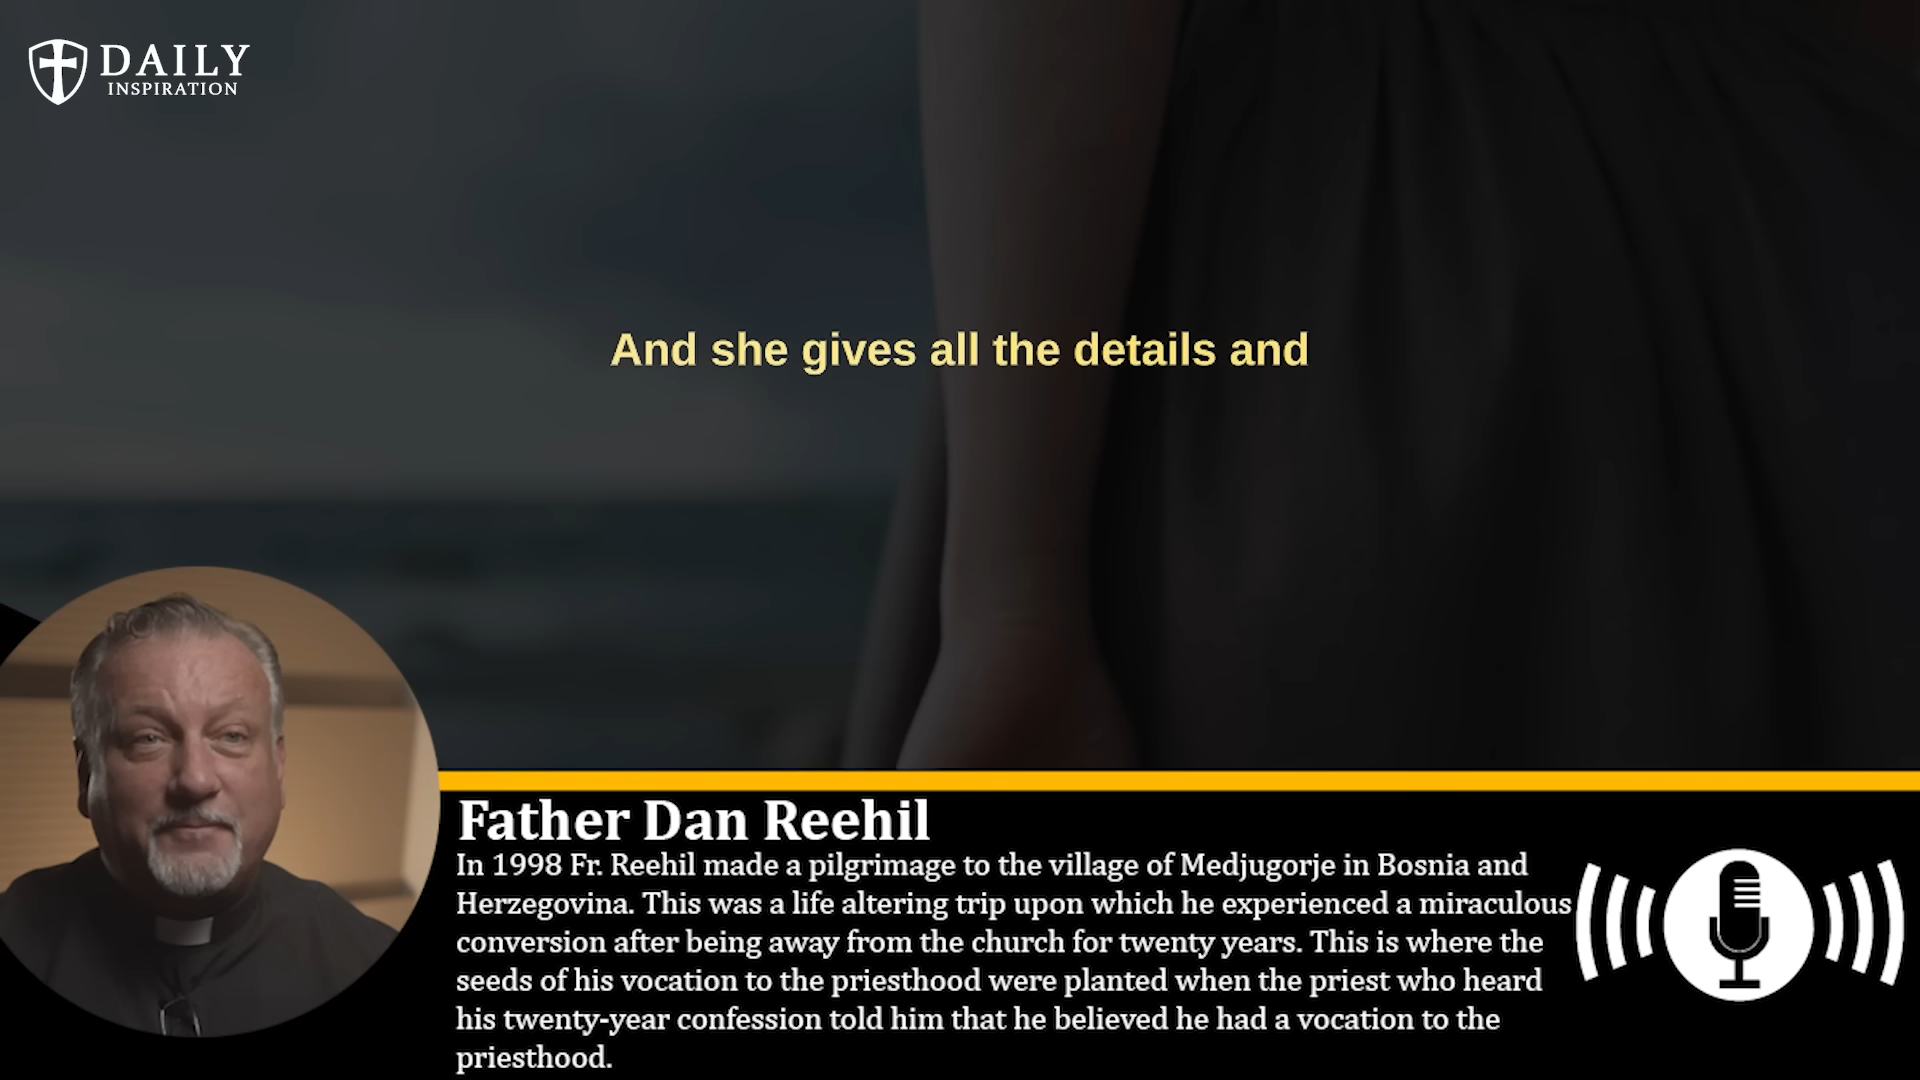 DAILY
INSPIRATION
And she gives all the details and
Father Dan Reehil
In 1998 Fr. Reehil made a pilgrimage to the village of Medjugorje in Bosnia and
Herzegovina. This was a life altering trip upon which he experienced a miraculous
conversion after being away from the church for twenty years. This is where the
seeds of his vocation to the priesthood were planted when the priest who heard
his twenty-year confession told him that he believed he had a vocation to the
priesthood.